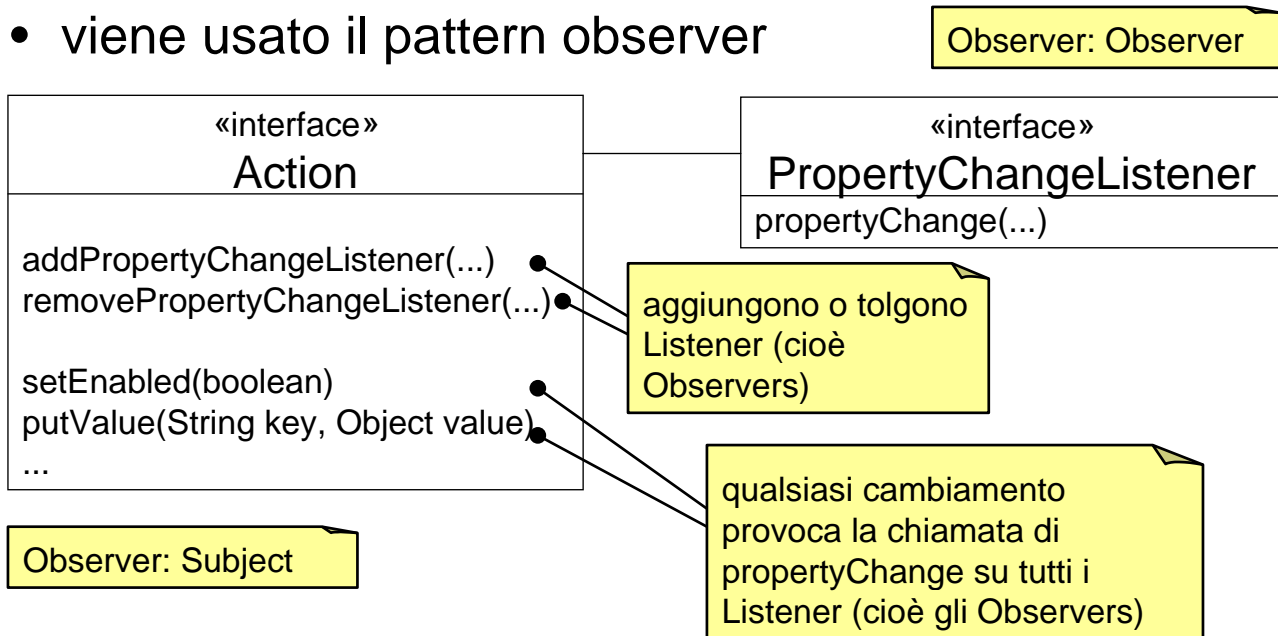 • viene usato il pattern observer
Observer: Observer
«interface»
Action
addPropertyChangeListener(...)
removePropertyChangeListener(...)
setEnabled(boolean)
putValue(String key, Object value)
...
«interface»
PropertyChangeListener
propertyChange(...)
aggiungono o tolgono
Listener (cioè
Observers)
qualsiasi cambiamento
provoca la chiamata di
propertyChange su tutti i
Listener (cioè gli Observers)
Observer: Subject